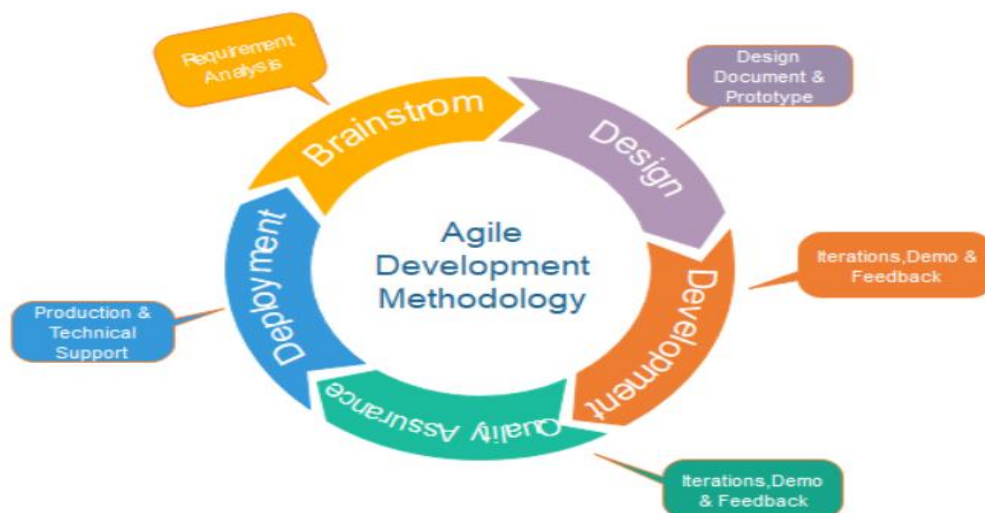 Requirement
Analysis
Brainstrom
Design
Document &
Prototype
Design
Iterations,Demo &
Feedback
Development
Agile
Development
Methodology
Iterations,Demo
& Feedback
Quality Assurance
Production &
Technical
Support
Deployment